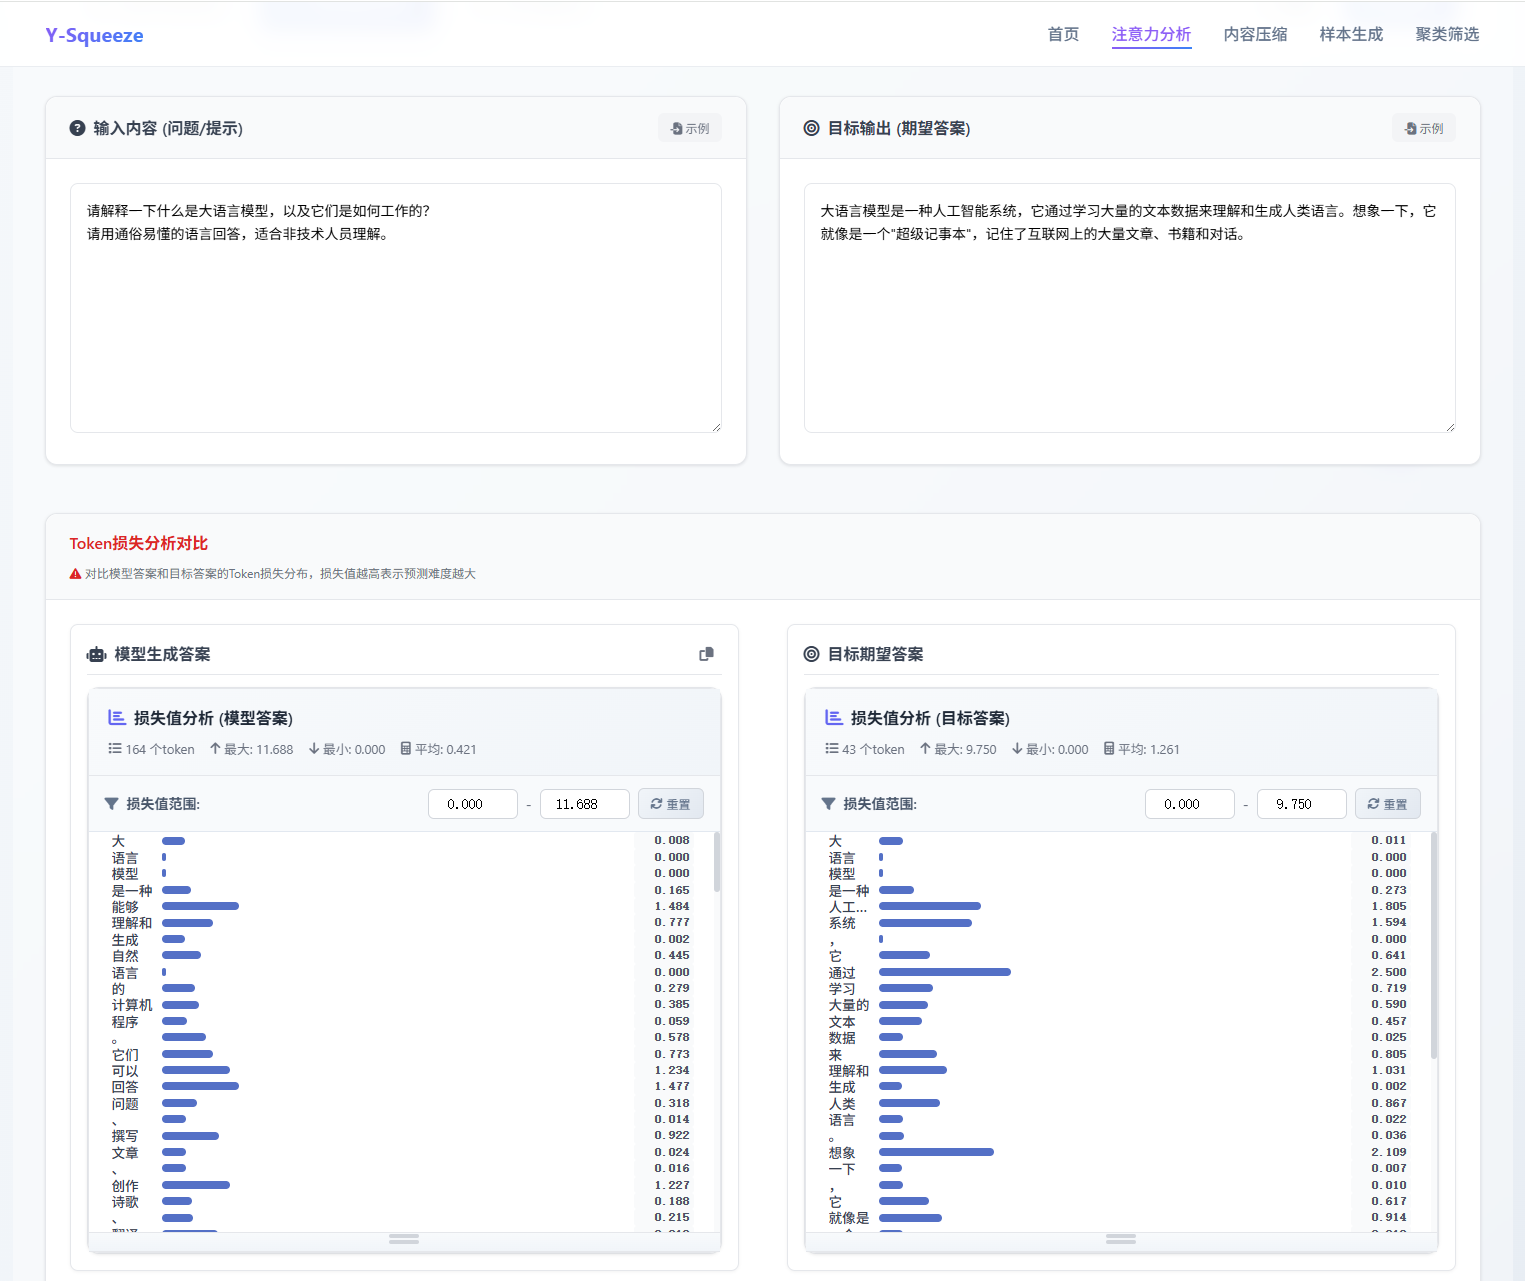 Y-Squeeze
首页 注意力分析 内容压缩 样本生成 聚类筛选
输入内容 (问题/提示)
示例
请解释一下什么是大语言模型，以及它们是如何工作的？
请用通俗易懂的语言回答，适合非技术人员理解。
目标输出 (期望答案)
示例
大语言模型是一种人工智能系统，它通过学习大量的文本数据来理解和生成人类语言。想象一下，它
就像是一个"超级记事本"，记住了互联网上的大量文章、书籍和对话。
Token损失分析对比
对比模型答案和目标答案的Token损失分布，损失值越高表示预测难度越大
模型生成答案
损失值分析 (模型答案)
164 个token 最大: 11.688 最小: 0.000 平均: 0.421
损失值范围: 0.000 - 11.688 重置
大 0.008
语言 0.000
模型 0.000
是一种 0.165
能够 1.484
理解和 0.777
生成 0.002
自然 0.445
语言 0.000
的 0.279
计算机 0.385
程序 0.059
。 0.578
它们 0.773
可以 1.234
回答 1.477
问题 0.318
、 0.014
撰写 0.922
文章 0.024
、 0.016
创作 1.227
诗歌 0.188
、 0.215
目标期望答案
损失值分析 (目标答案)
43 个token 最大: 9.750 最小: 0.000 平均: 1.261
损失值范围: 0.000 - 9.750 重置
大 0.011
语言 0.000
模型 0.000
是一种 0.273
人工... 1.805
系统 1.594
， 0.000
它 0.641
通过 2.500
学习 0.719
大量的 0.590
文本 0.457
数据 0.025
来 0.805
理解和 1.031
生成 0.002
人类 0.867
语言 0.022
。 0.036
想象 2.109
一下 0.007
， 0.010
它 0.617
就像是 0.914